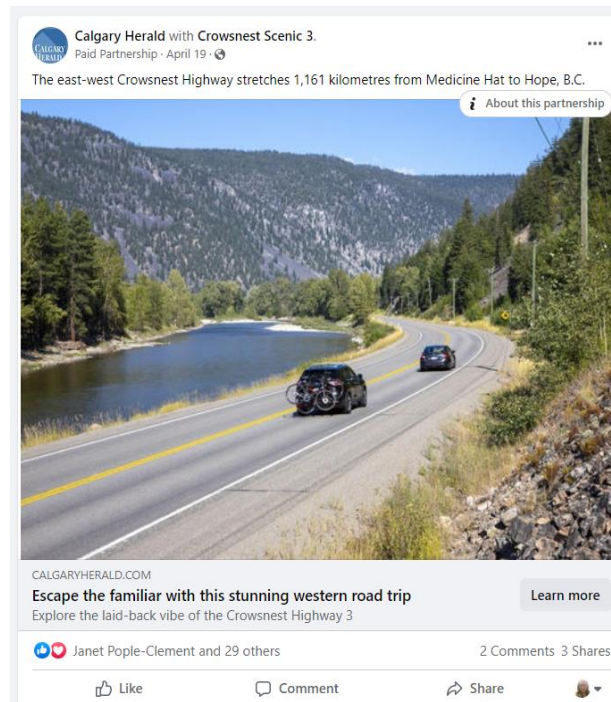 CALGARY
HERALD
Calgary Herald with Crowsnest Scenic 3.
Paid Partnership · April 19 ·
The east-west Crowsnest Highway stretches 1,161 kilometres from Medicine Hat to Hope, B.C.
About this partnership
CALGARYHERALD.COM
Escape the familiar with this stunning western road trip
Learn more
Explore the laid-back vibe of the Crowsnest Highway 3
Janet Pople-Clement and 29 others
2 Comments 3 Shares
Like Comment Share